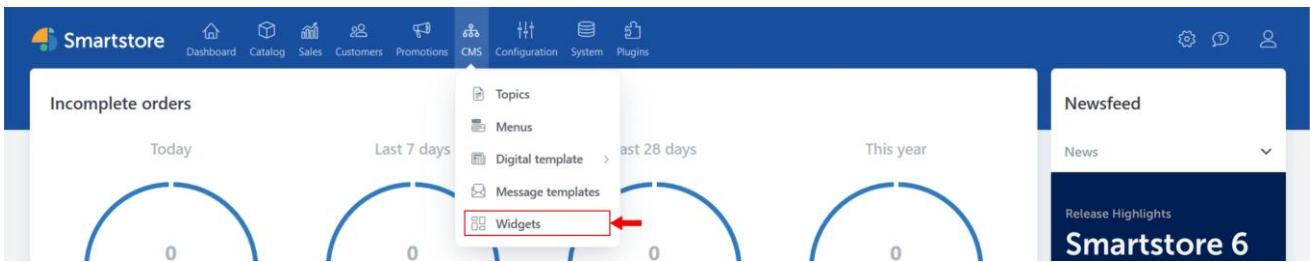 Smartstore
Dashboard Catalog Sales Customers Promotions CMS Configuration System Plugins
Incomplete orders
Today
Last 7 days
ast 28 days
This year
0
0
0
0
Topics
Menus
Digital template
Message templates
Widgets
Newsfeed
News
Release Highlights
Smartstore 6